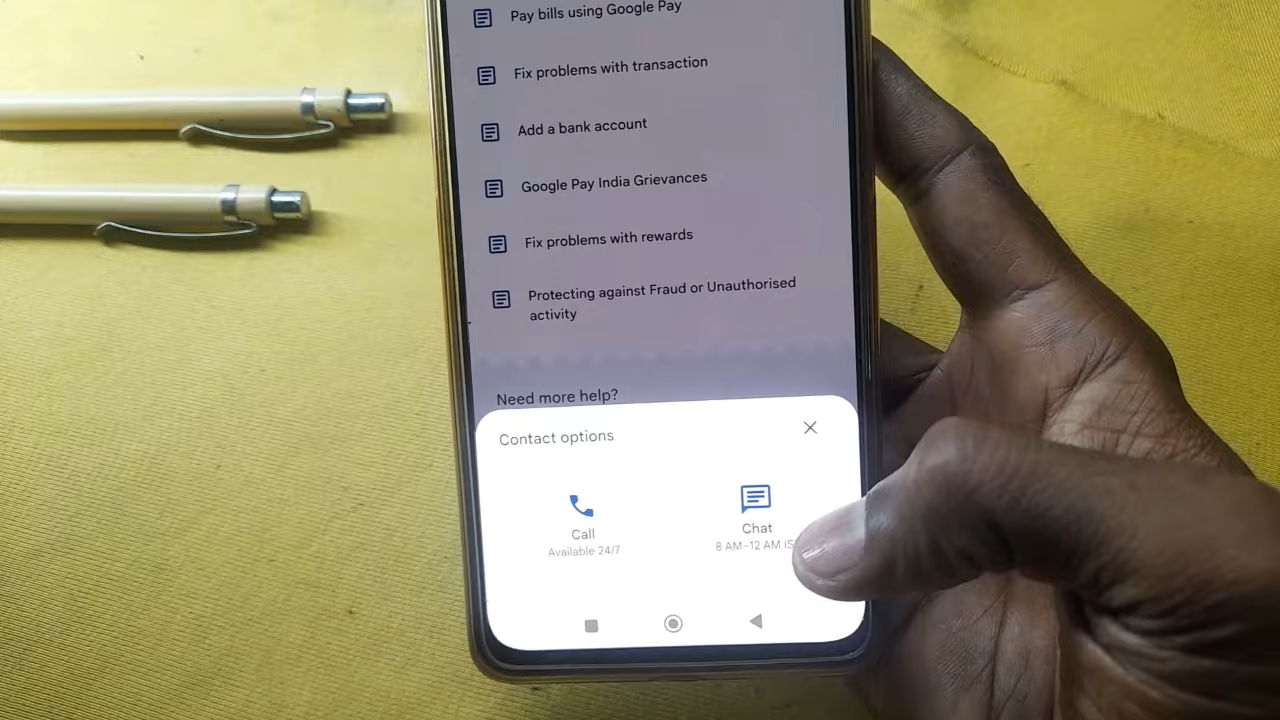 Pay bills using Google Pay
Fix problems with transaction
Add a bank account
Google Pay India Grievances
Fix problems with rewards
Protecting against Fraud or Unauthorised
activity
Need more help?
Contact options
Call
Chat
Available 24/7
8 AM–12 AM